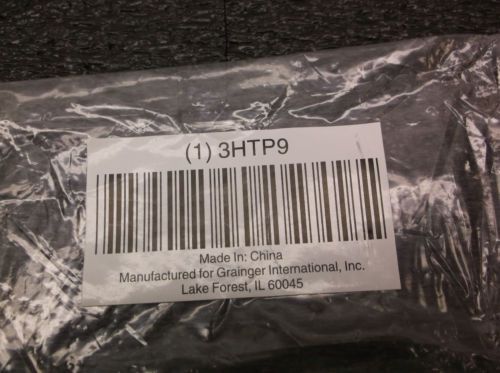 (1) 3HTP9
Made In: China
Manufactured for Grainger International, Inc.
Lake Forest, IL 60045